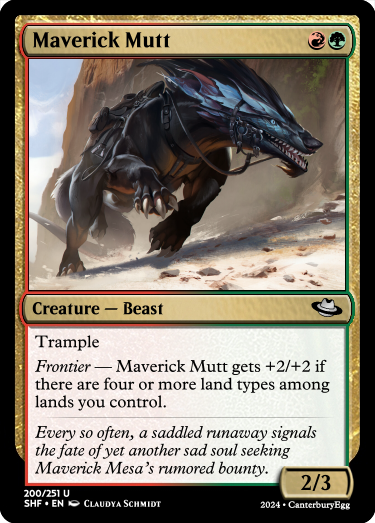 Maverick Mutt
Creature — Beast
Trample
Frontier — Maverick Mutt gets +2/+2 if
there are four or more land types among
lands you control.
Every so often, a saddled runaway signals
the fate of yet another sad soul seeking
Maverick Mesa's rumored bounty.
2/3
200/251 U
SHF • EN Claudya Schmidt
2024 • CanterburyEgg